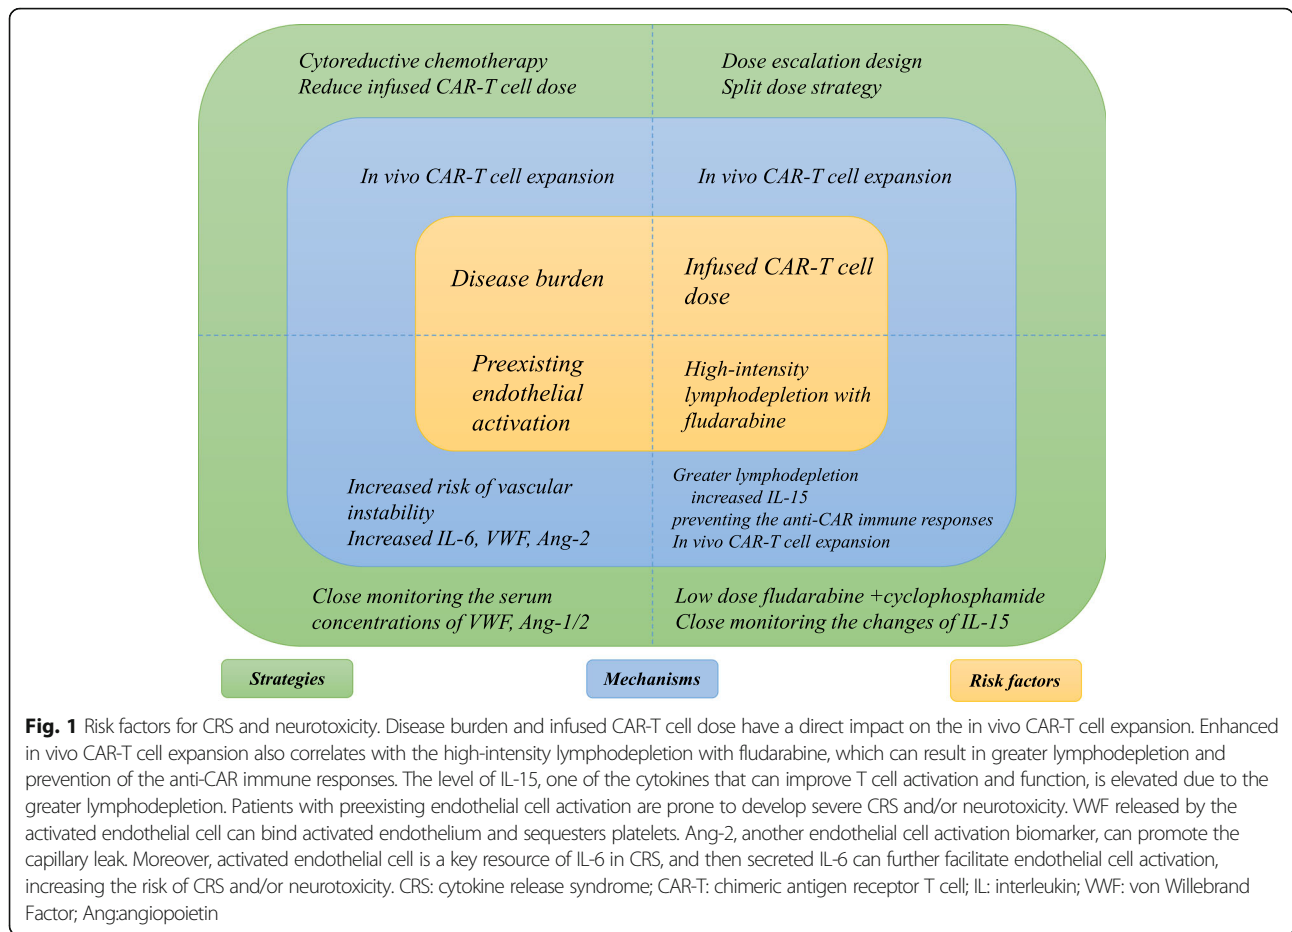 Cytoreductive chemotherapy
Reduce infused CAR-T cell dose
Dose escalation design
Split dose strategy
In vivo CAR-T cell expansion
In vivo CAR-T cell expansion
Disease burden
Infused CAR-T cell
dose
Preexisting
endothelial
activation
High-intensity
lymphodepletion with
fludarabine
Increased risk of vascular
instability
Increased IL-6, VWF, Ang-2
Greater lymphodepletion
increased IL-15
preventing the anti-CAR immune responses
In vivo CAR-T cell expansion
Close monitoring the serum
concentrations of VWF, Ang-1/2
Low dose fludarabine +cyclophosphamide
Close monitoring the changes of IL-15
Strategies
Mechanisms
Risk factors
Fig. 1 Risk factors for CRS and neurotoxicity. Disease burden and infused CAR-T cell dose have a direct impact on the in vivo CAR-T cell expansion. Enhanced
in vivo CAR-T cell expansion also correlates with the high-intensity lymphodepletion with fludarabine, which can result in greater lymphodepletion and
prevention of the anti-CAR immune responses. The level of IL-15, one of the cytokines that can improve T cell activation and function, is elevated due to the
greater lymphodepletion. Patients with preexisting endothelial cell activation are prone to develop severe CRS and/or neurotoxicity. VWF released by the
activated endothelial cell can bind activated endothelium and sequesters platelets. Ang-2, another endothelial cell activation biomarker, can promote the
capillary leak. Moreover, activated endothelial cell is a key resource of IL-6 in CRS, and then secreted IL-6 can further facilitate endothelial cell activation,
increasing the risk of CRS and/or neurotoxicity. CRS: cytokine release syndrome; CAR-T: chimeric antigen receptor T cell; IL: interleukin; VWF: von Willebrand
Factor; Ang:angiopoietin